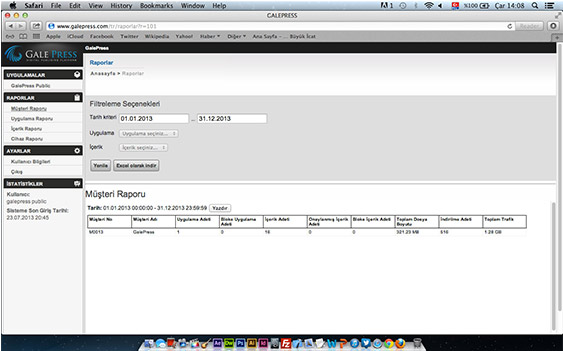 Safari File Edit View History Bookmarks Window Help
1 %100 Çar 14:08
GALEPRESS
www.galepress.com/tr/raporlar?r=101
Reader
Apple iCloud Facebook Twitter Wikipedia Yahoo! Haber Diğer Ana Sayfa - ... Büyük İcat
GALE PRESS
GalePress
Raporlar
Anasayfa Raporlar
UYGULAMALAR
GalePress Public
RAPORLAR
Müşteri Raporu
Uygulama Raporu
İçerik Raporu
Cihaz Raporu
AYARLAR
Kullanıcı Bilgileri
Çıkış
İSTATİSTİKLER
Kullanıcı:
galepress public
Sisteme Son Giriş Tarihi:
23.07.2013 20:45
Filtreleme Seçenekleri
Tarih kriteri 01.01.2013 .. 31.12.2013
Uygulama Uygulama seçiniz...
İçerik İçerik seçiniz...
Yenile Excel olarak indir
Müşteri Raporu
Tarih: 01.01.2013 00:00:00 - 31.12.2013 23:59:59 Yazdır
Müşteri No Müşteri Adı Uygulama Adeti Bloke Uygulama Adeti İçerik Adeti Onaylanmış İçerik Adeti Bloke İçerik Adeti Toplam Dosya Boyutu İndirilme Adeti Toplam Trafik
M0013 GalePress 1 0 16 0 0 321.23 MB 616 1.29 GB